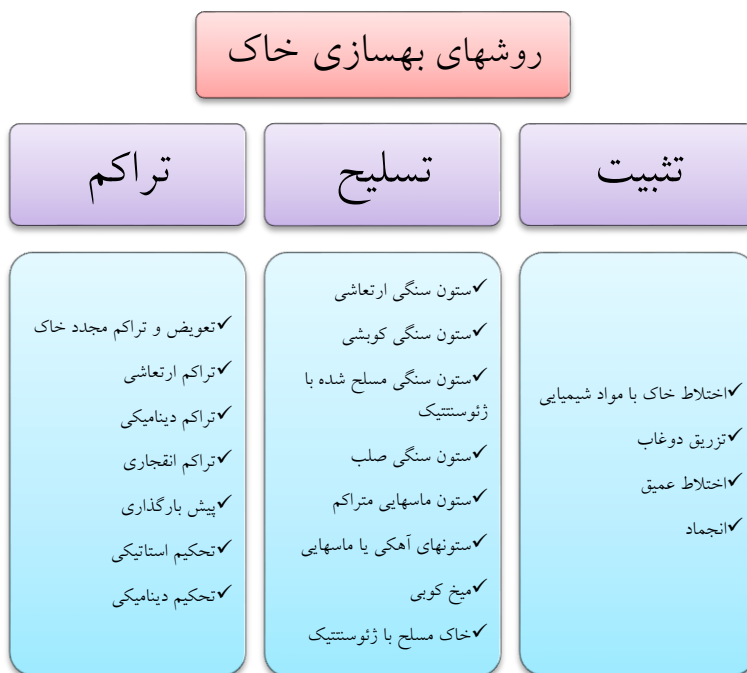 روشهای بهسازی خاک
تثبیت
✓اختلاط خاک با مواد شیمیایی
✓تزریق دوغاب
✓اختلاط عمیق
✓انجماد
تسلیح
✓ستون سنگی ارتعاشی
✓ستون سنگی کوبشی
✓ستون سنگی مسلح شده با
ژئوسنتتیک
✓ستون سنگی صلب
✓ستون ماسهایی متراکم
✓ستونهای آهکی یا ماسهایی
✓میخ کوبی
✓خاک مسلح با ژئوسنتتیک
تراکم
✓تعویض و تراکم مجدد خاک
✓تراکم ارتعاشی
✓تراکم دینامیکی
✓تراکم انفجاری
✓پیش بارگذاری
✓تحکیم استاتیکی
✓تحکیم دینامیکی